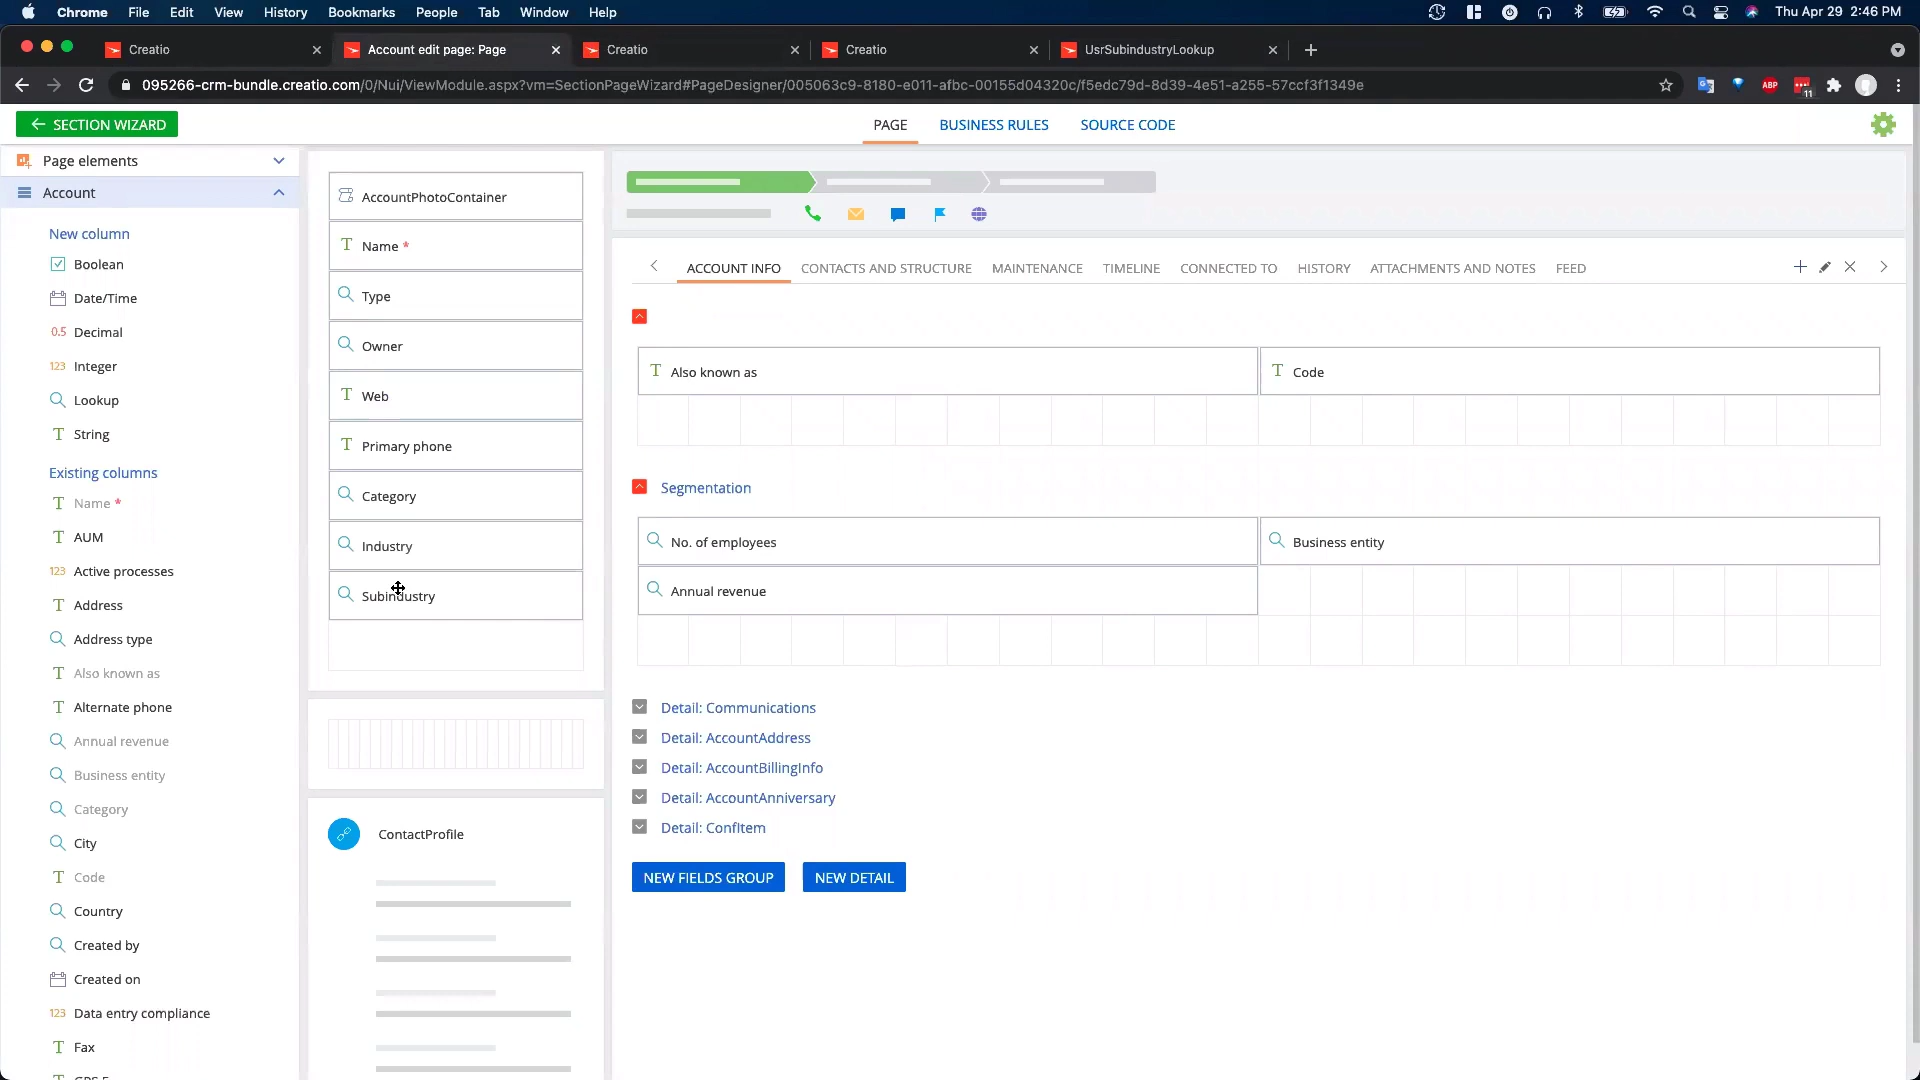 Chrome File Edit View History Bookmarks People Tab Window Help Thu Apr 29 2:46 PM
Creatio Account edit page: Page Creatio Creatio UsrSubindustryLookup
095266-crm-bundle.creatio.com/0/Nui/ViewModule.aspx?vm=SectionPageWizard#PageDesigner/005063c9-8180-e011-afbc-00155d04320c/f5edc79d-8d39-4e51-a255-57ccf3f1349e ABP 11
SECTION WIZARD PAGE BUSINESS RULES SOURCE CODE
Page elements
Account
New column
Boolean
Date/Time
0.5 Decimal
123 Integer
Lookup
T String
Existing columns
T Name *
T AUM
123 Active processes
T Address
Address type
T Also known as
T Alternate phone
Annual revenue
Business entity
Category
City
T Code
Country
Created by
Created on
123 Data entry compliance
T Fax
AccountPhotoContainer
T Name *
Type
Owner
T Web
T Primary phone
Category
Industry
Subindustry
ContactProfile
ACCOUNT INFO CONTACTS AND STRUCTURE MAINTENANCE TIMELINE CONNECTED TO HISTORY ATTACHMENTS AND NOTES FEED
T Also known as T Code
Segmentation
No. of employees Business entity
Annual revenue
Detail: Communications
Detail: AccountAddress
Detail: AccountBillingInfo
Detail: AccountAnniversary
Detail: ConfItem
NEW FIELDS GROUP NEW DETAIL